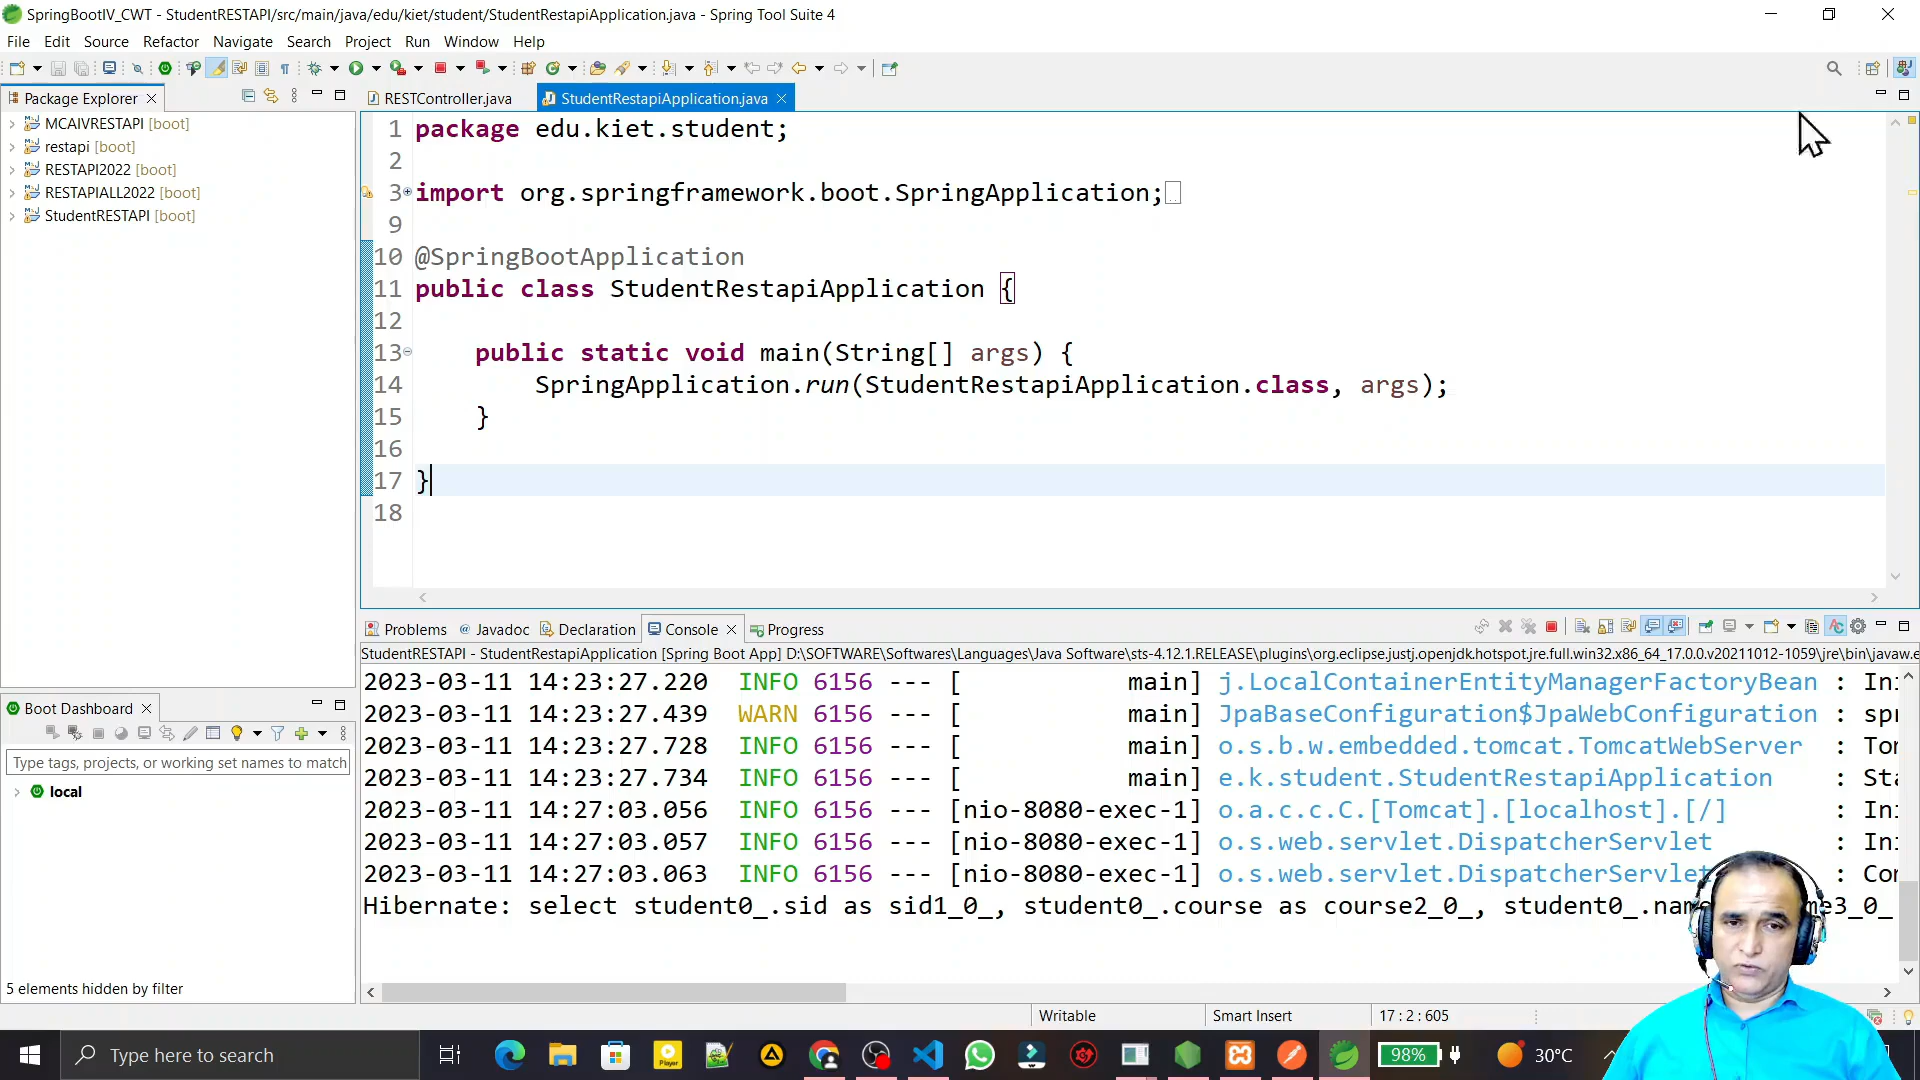 SpringBootIV_CWT - StudentRESTAPI/src/main/java/edu/kiet/student/StudentRestapiApplication.java - Spring Tool Suite 4
File Edit Source Refactor Navigate Search Project Run Window Help
Package Explorer
RESTController.java StudentRestapiApplication.java
MCAIVRESTAPI [boot]
restapi [boot]
RESTAPI2022 [boot]
RESTAPIALL2022 [boot]
StudentRESTAPI [boot]
1 package edu.kiet.student;
2
3 import org.springframework.boot.SpringApplication;
9
10 @SpringBootApplication
11 public class StudentRestapiApplication {
12
13 public static void main(String[] args) {
14 SpringApplication.run(StudentRestapiApplication.class, args);
15 }
16
17 }
18
Problems Javadoc Declaration Console Progress
StudentRESTAPI - StudentRestapiApplication [Spring Boot App] D:\SOFTWARE\Softwares\Languages\Java Software\sts-4.12.1.RELEASE\plugins\org.eclipse.justj.openjdk.hotspot.jre.full.win32.x86_64_17.0.0.v20211012-1059\jre\bin\javaw.e
2023-03-11 14:23:27.220 INFO 6156 --- [ main] j.LocalContainerEntityManagerFactoryBean : Ini
2023-03-11 14:23:27.439 WARN 6156 --- [ main] JpaBaseConfiguration$JpaWebConfiguration : spr
2023-03-11 14:23:27.728 INFO 6156 --- [ main] o.s.b.w.embedded.tomcat.TomcatWebServer : Tom
2023-03-11 14:23:27.734 INFO 6156 --- [ main] e.k.student.StudentRestapiApplication : Sta
2023-03-11 14:27:03.056 INFO 6156 --- [nio-8080-exec-1] o.a.c.c.C.[Tomcat].[localhost].[/] : Ini
2023-03-11 14:27:03.057 INFO 6156 --- [nio-8080-exec-1] o.s.web.servlet.DispatcherServlet : Ini
2023-03-11 14:27:03.063 INFO 6156 --- [nio-8080-exec-1] o.s.web.servlet.DispatcherServlet : Com
Hibernate: select student0_.sid as sid1_0_, student0_.course as course2_0_, student0_.nam me3_0_
Boot Dashboard
Type tags, projects, or working set names to match
local
5 elements hidden by filter
Writable Smart Insert 17 : 2 : 605
Type here to search
98%
30°C